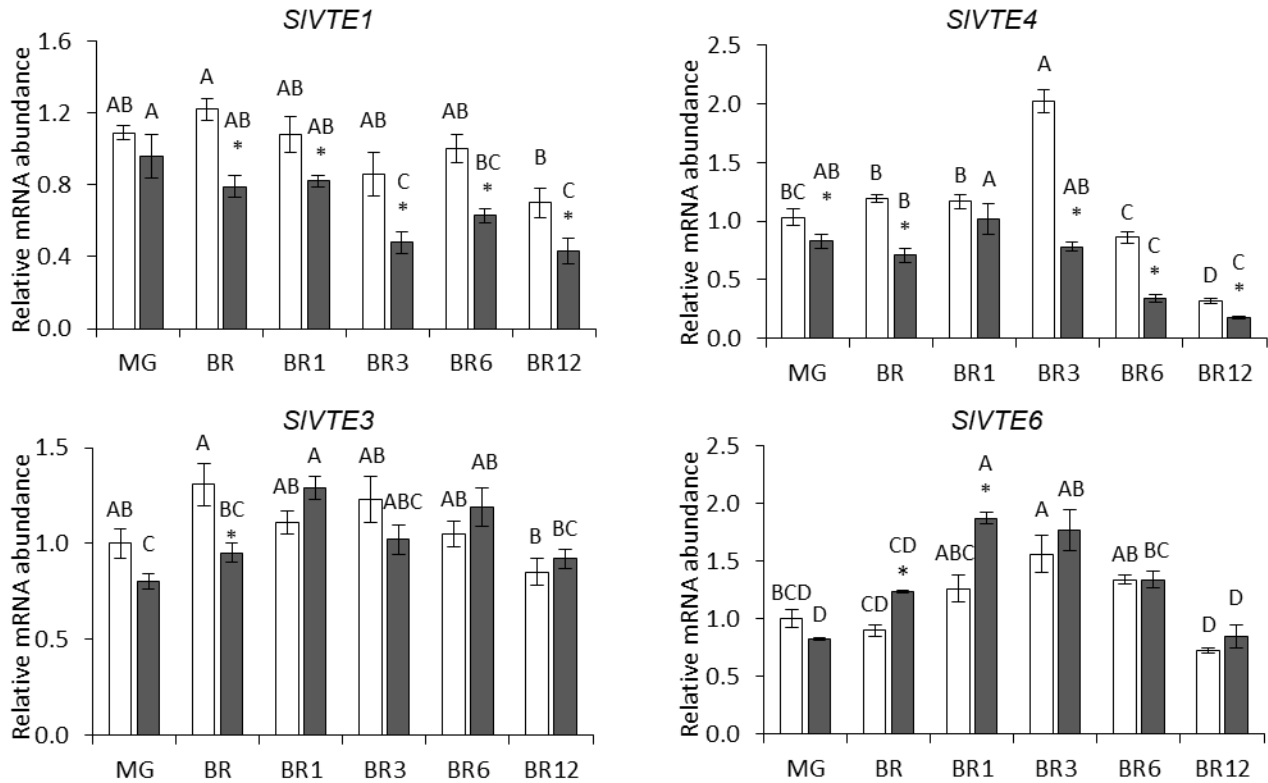 SlVTE1
Relative mRNA abundance
1.6
1.2
0.8
0.4
0.0
AB A A AB * AB AB * AB C * AB BC * B C *
MG BR BR1 BR3 BR6 BR12
SlVTE4
Relative mRNA abundance
2.5
2.0
1.5
1.0
0.5
0.0
BC AB * B B * B A A AB * C C * D C *
MG BR BR1 BR3 BR6 BR12
SlVTE3
Relative mRNA abundance
1.5
1.0
0.5
0.0
AB C A BC * AB A AB ABC AB AB B BC
MG BR BR1 BR3 BR6 BR12
SlVTE6
Relative mRNA abundance
2.5
2.0
1.5
1.0
0.5
0.0
BCD D CD CD * ABC A * A AB AB BC D D
MG BR BR1 BR3 BR6 BR12